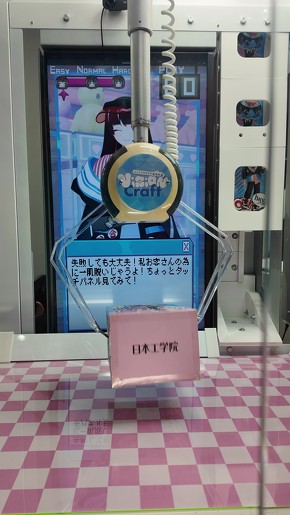 EASY NORMAL HARD
Craft
失敗しても大丈夫！私お客さんの為
に一肌脱いじゃうよ！ちょっとタッ
チパネル見てみて！
日本工学院